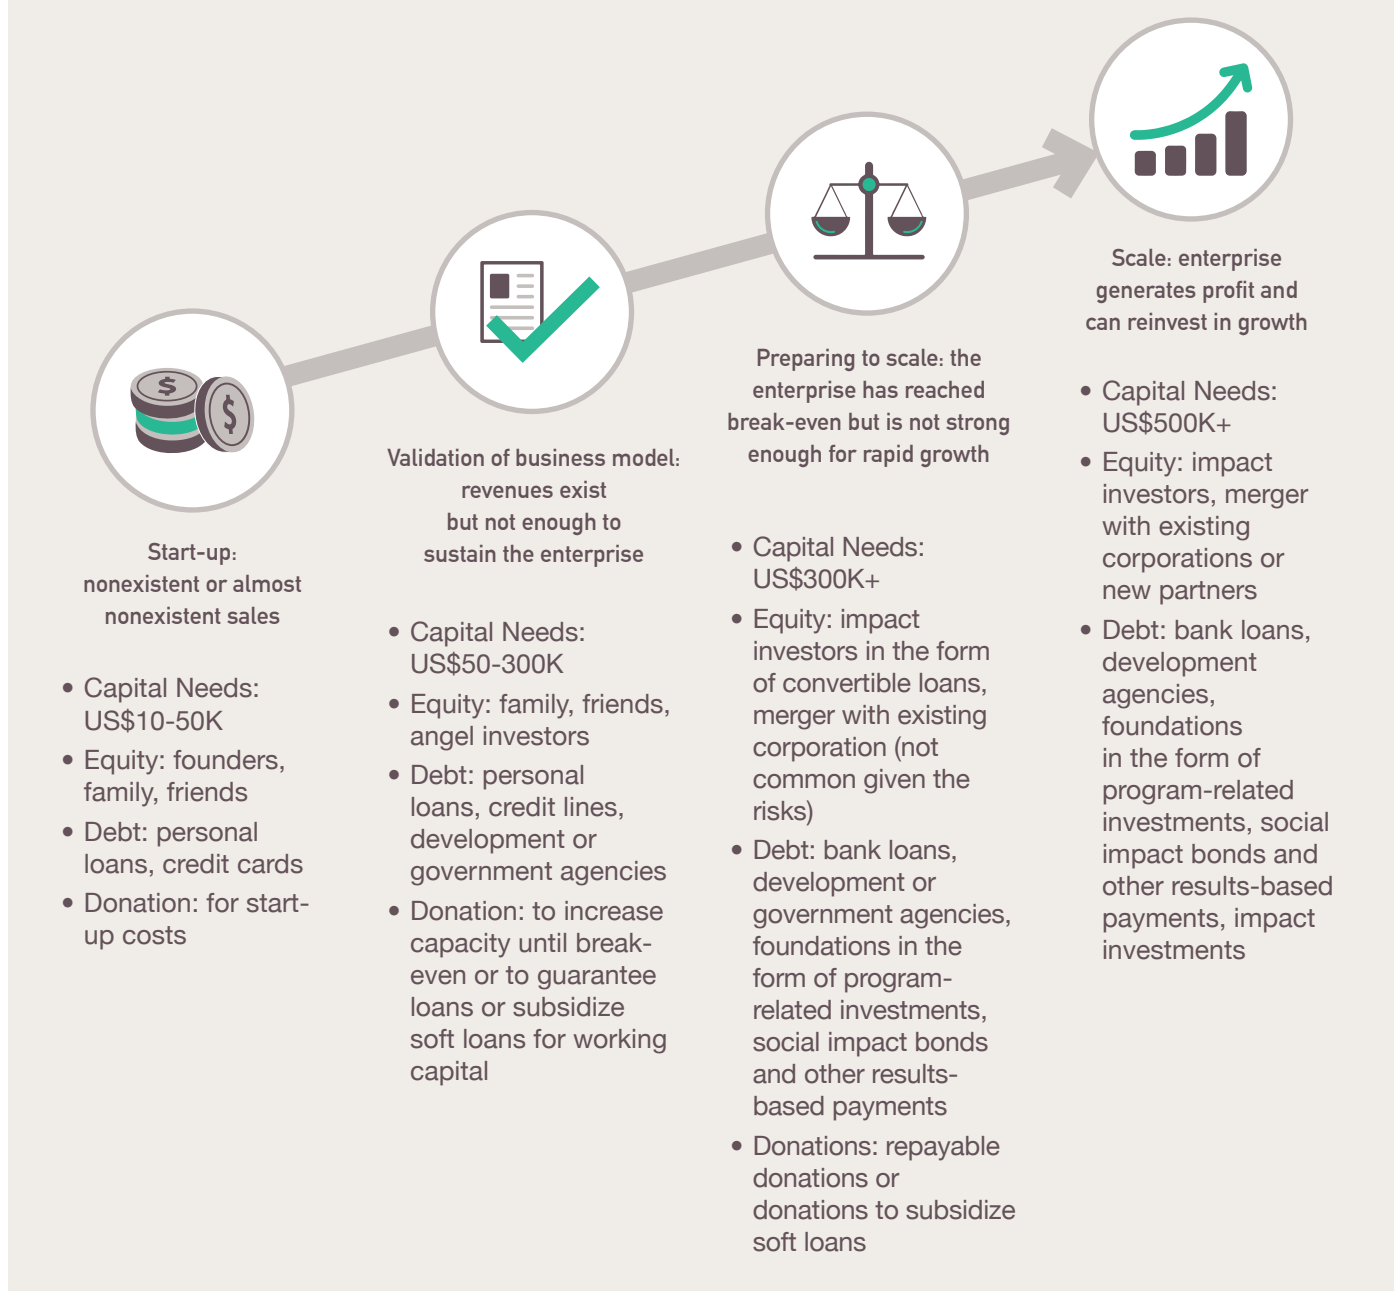 Start-up:
nonexistent or almost
nonexistent sales
• Capital Needs:
US$10-50K
• Equity: founders,
family, friends
• Debt: personal
loans, credit cards
• Donation: for start-
up costs
Validation of business model:
revenues exist
but not enough to
sustain the enterprise
• Capital Needs:
US$50-300K
• Equity: family, friends,
angel investors
• Debt: personal
loans, credit lines,
development or
government agencies
• Donation: to increase
capacity until break-
even or to guarantee
loans or subsidize
soft loans for working
capital
Preparing to scale: the
enterprise has reached
break-even but is not strong
enough for rapid growth
• Capital Needs:
US$300K+
• Equity: impact
investors in the form
of convertible loans,
merger with existing
corporation (not
common given the
risks)
• Debt: bank loans,
development or
government agencies,
foundations in the
form of program-
related investments,
social impact bonds
and other results-
based payments
• Donations: repayable
donations or
donations to subsidize
soft loans
Scale: enterprise
generates profit and
can reinvest in growth
• Capital Needs:
US$500K+
• Equity: impact
investors, merger
with existing
corporations or
new partners
• Debt: bank loans,
development
agencies,
foundations
in the form of
program-related
investments, social
impact bonds and
other results-based
payments, impact
investments
$
$